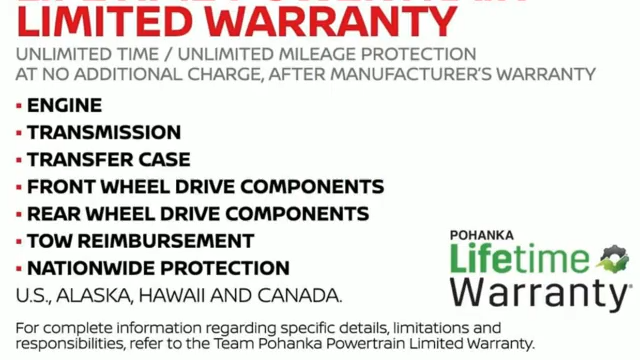 LIFETIME POWERTRAIN
LIMITED WARRANTY
UNLIMITED TIME / UNLIMITED MILEAGE PROTECTION
AT NO ADDITIONAL CHARGE, AFTER MANUFACTURER'S WARRANTY
▪ ENGINE
▪ TRANSMISSION
▪ TRANSFER CASE
▪ FRONT WHEEL DRIVE COMPONENTS
▪ REAR WHEEL DRIVE COMPONENTS
▪ TOW REIMBURSEMENT
▪ NATIONWIDE PROTECTION
U.S., ALASKA, HAWAII AND CANADA.
POHANKA
Lifetime
Warranty
For complete information regarding specific details, limitations and
responsibilities, refer to the Team Pohanka Powertrain Limited Warranty.